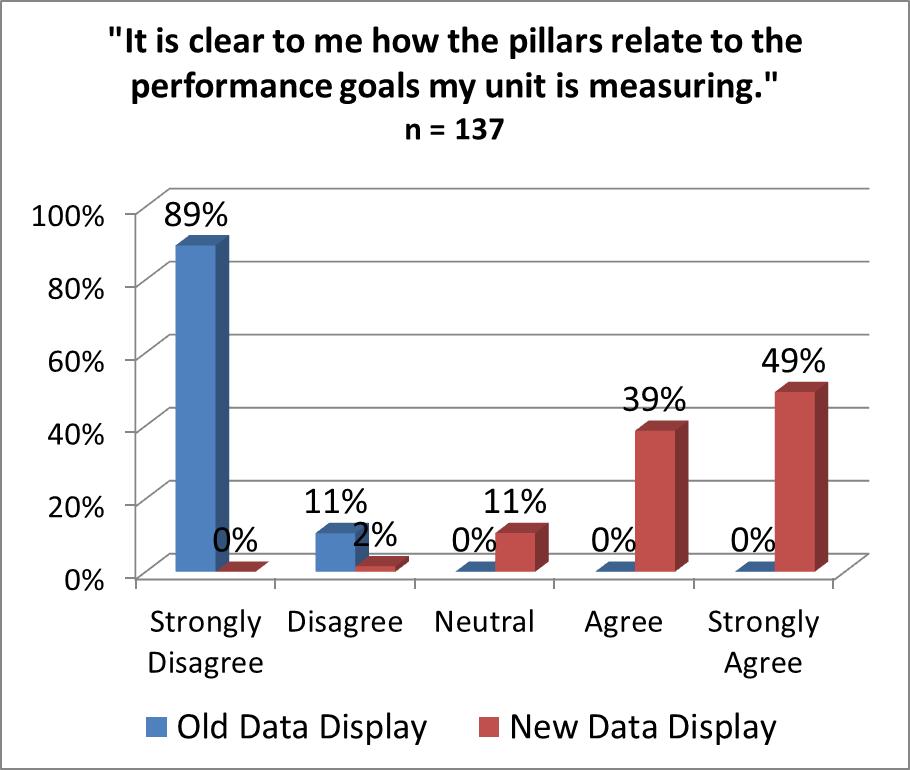 "It is clear to me how the pillars relate to the
performance goals my unit is measuring."
n = 137
100%
80%
60%
40%
20%
0%
89%
0%
11%
2%
0%
11%
0%
39%
0%
49%
Strongly
Disagree
Disagree
Neutral
Agree
Strongly
Agree
Old Data Display
New Data Display